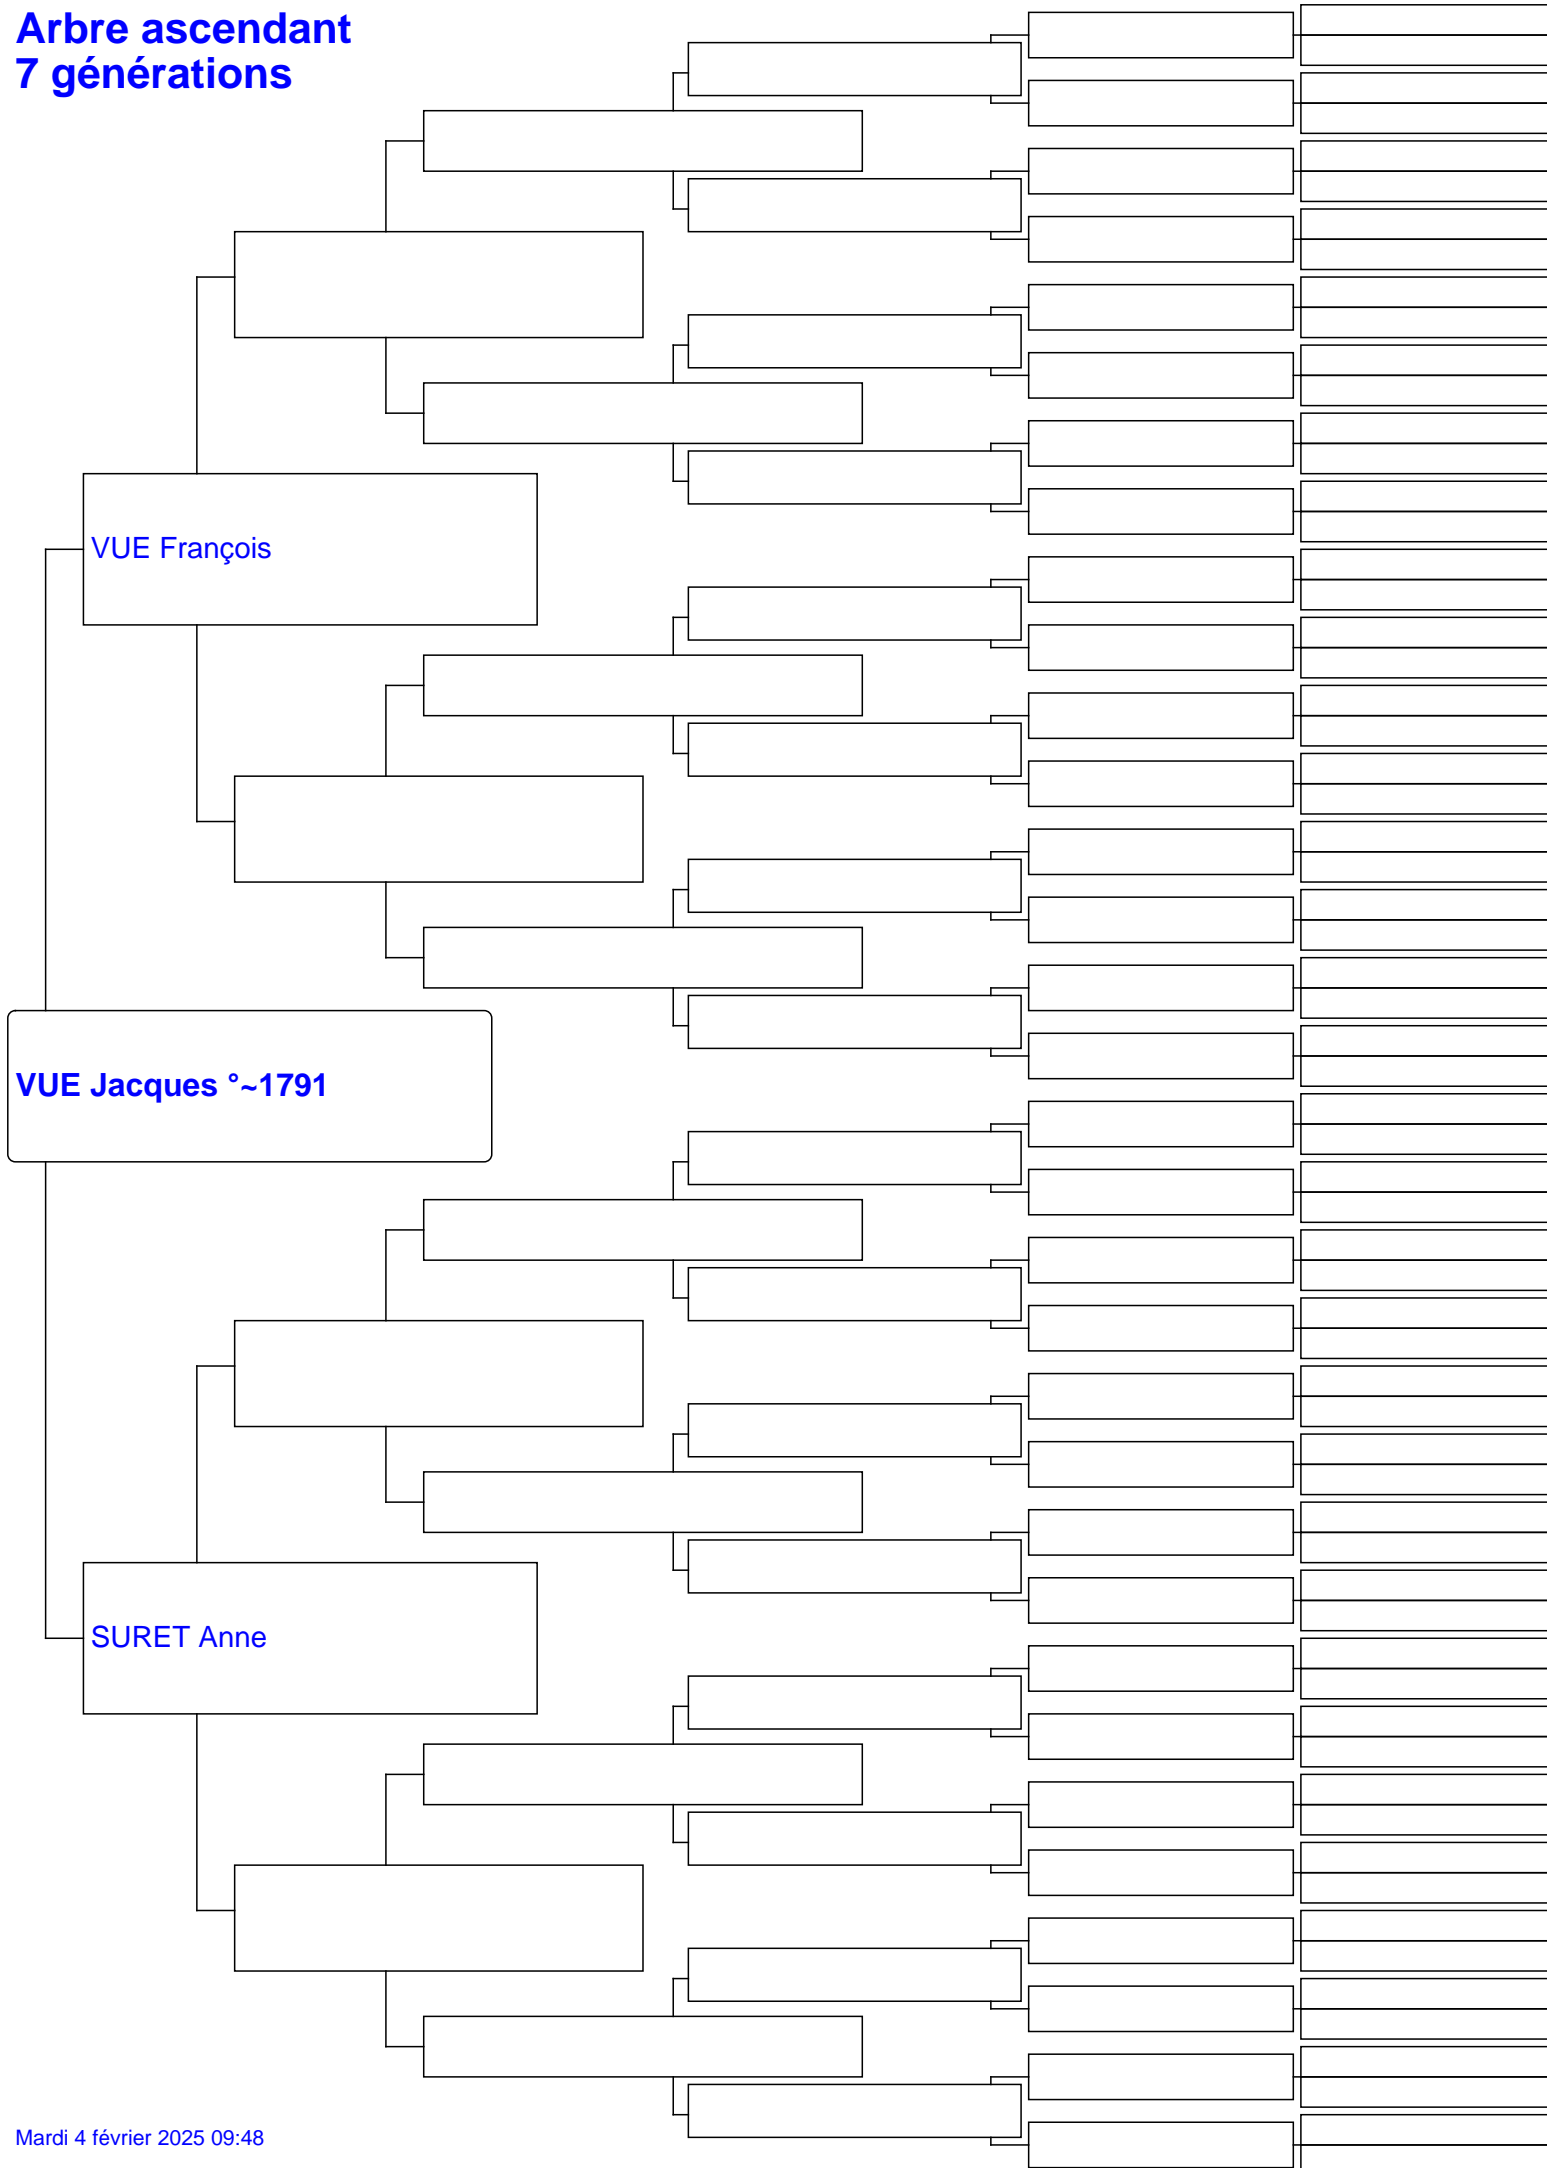 Arbre ascendant
7 générations
VUE François
VUE Jacques °~1791
SURET Anne
Mardi 4 février 2025 09:48